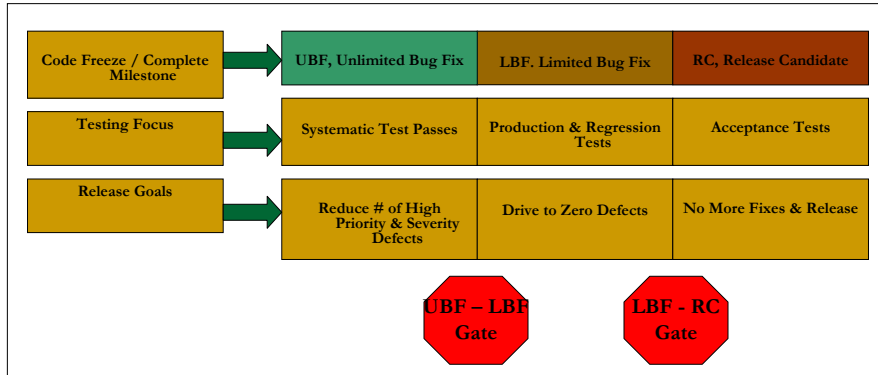 Code Freeze / Complete
Milestone
UBF, Unlimited Bug Fix
LBF. Limited Bug Fix
RC, Release Candidate
Testing Focus
Systematic Test Passes
Production & Regression
Tests
Acceptance Tests
Release Goals
Reduce # of High
Priority & Severity
Defects
Drive to Zero Defects
No More Fixes & Release
UBF – LBF
Gate
LBF - RC
Gate